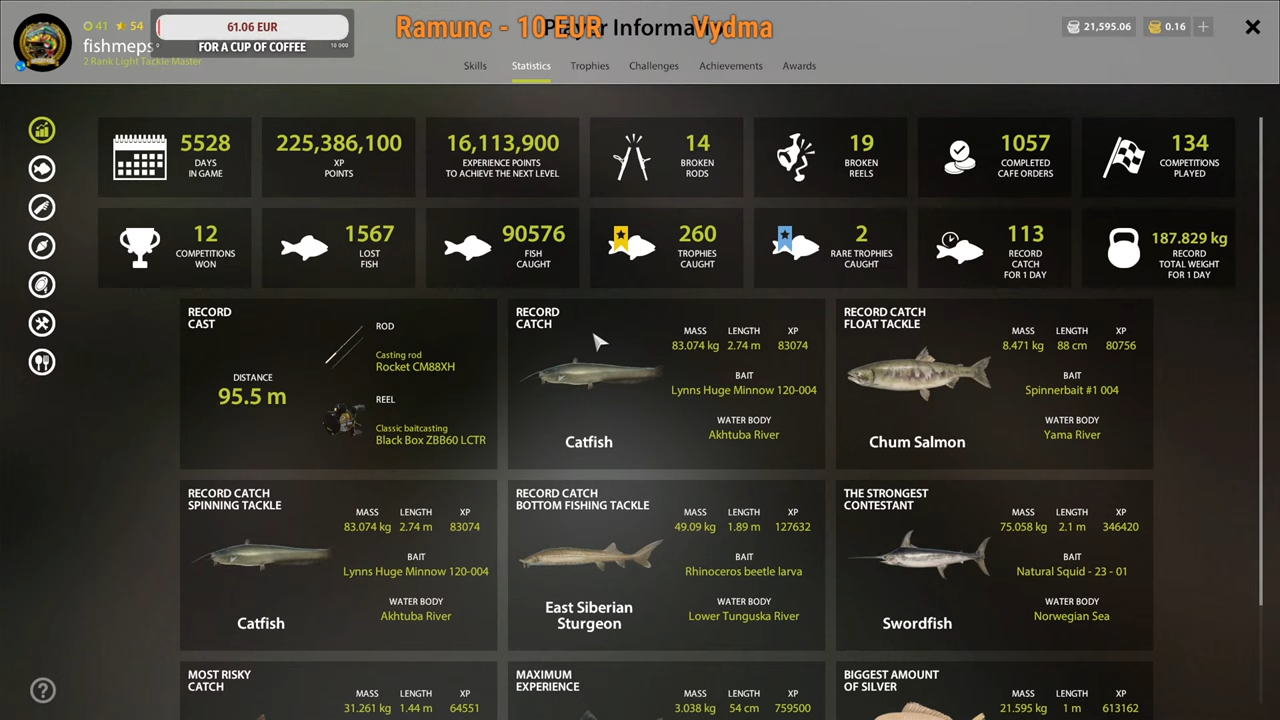 41 54
fishmeps
2 Rank Light Tackle Master
61.06 EUR
0 FOR A CUP OF COFFEE 10 000
Ramunc - 10 EUR Vydma
21,595.06 0.16
Skills Statistics Trophies Challenges Achievements Awards
5528
DAYS
IN GAME
225,386,100
XP
POINTS
16,113,900
EXPERIENCE POINTS
TO ACHIEVE THE NEXT LEVEL
14
BROKEN
RODS
19
BROKEN
REELS
1057
COMPLETED
CAFE ORDERS
134
COMPETITIONS
PLAYED
12
COMPETITIONS
WON
1567
LOST
FISH
90576
FISH
CAUGHT
260
TROPHIES
CAUGHT
2
RARE TROPHIES
CAUGHT
113
RECORD
CATCH
FOR 1 DAY
187.829 kg
RECORD
TOTAL WEIGHT
FOR 1 DAY
RECORD
CAST
DISTANCE
95.5 m
ROD
Casting rod
Rocket CM88XH
REEL
Classic baitcasting
Black Box ZBB60 LCTR
RECORD
CATCH
MASS LENGTH XP
83.074 kg 2.74 m 83074
BAIT
Lynns Huge Minnow 120-004
WATER BODY
Akhtuba River
Catfish
RECORD CATCH
FLOAT TACKLE
MASS LENGTH XP
8.471 kg 88 cm 80756
BAIT
Spinnerbait #1 004
WATER BODY
Yama River
Chum Salmon
RECORD CATCH
SPINNING TACKLE
MASS LENGTH XP
83.074 kg 2.74 m 83074
BAIT
Lynns Huge Minnow 120-004
WATER BODY
Akhtuba River
Catfish
RECORD CATCH
BOTTOM FISHING TACKLE
MASS LENGTH XP
49.09 kg 1.89 m 127632
BAIT
Rhinoceros beetle larva
WATER BODY
Lower Tunguska River
East Siberian
Sturgeon
THE STRONGEST
CONTESTANT
MASS LENGTH XP
75.058 kg 2.1 m 346420
BAIT
Natural Squid - 23 - 01
WATER BODY
Norwegian Sea
Swordfish
MOST RISKY
CATCH
MASS LENGTH XP
31.261 kg 1.44 m 64551
MAXIMUM
EXPERIENCE
MASS LENGTH XP
3.038 kg 54 cm 759500
BIGGEST AMOUNT
OF SILVER
MASS LENGTH XP
21.595 kg 1 m 613162